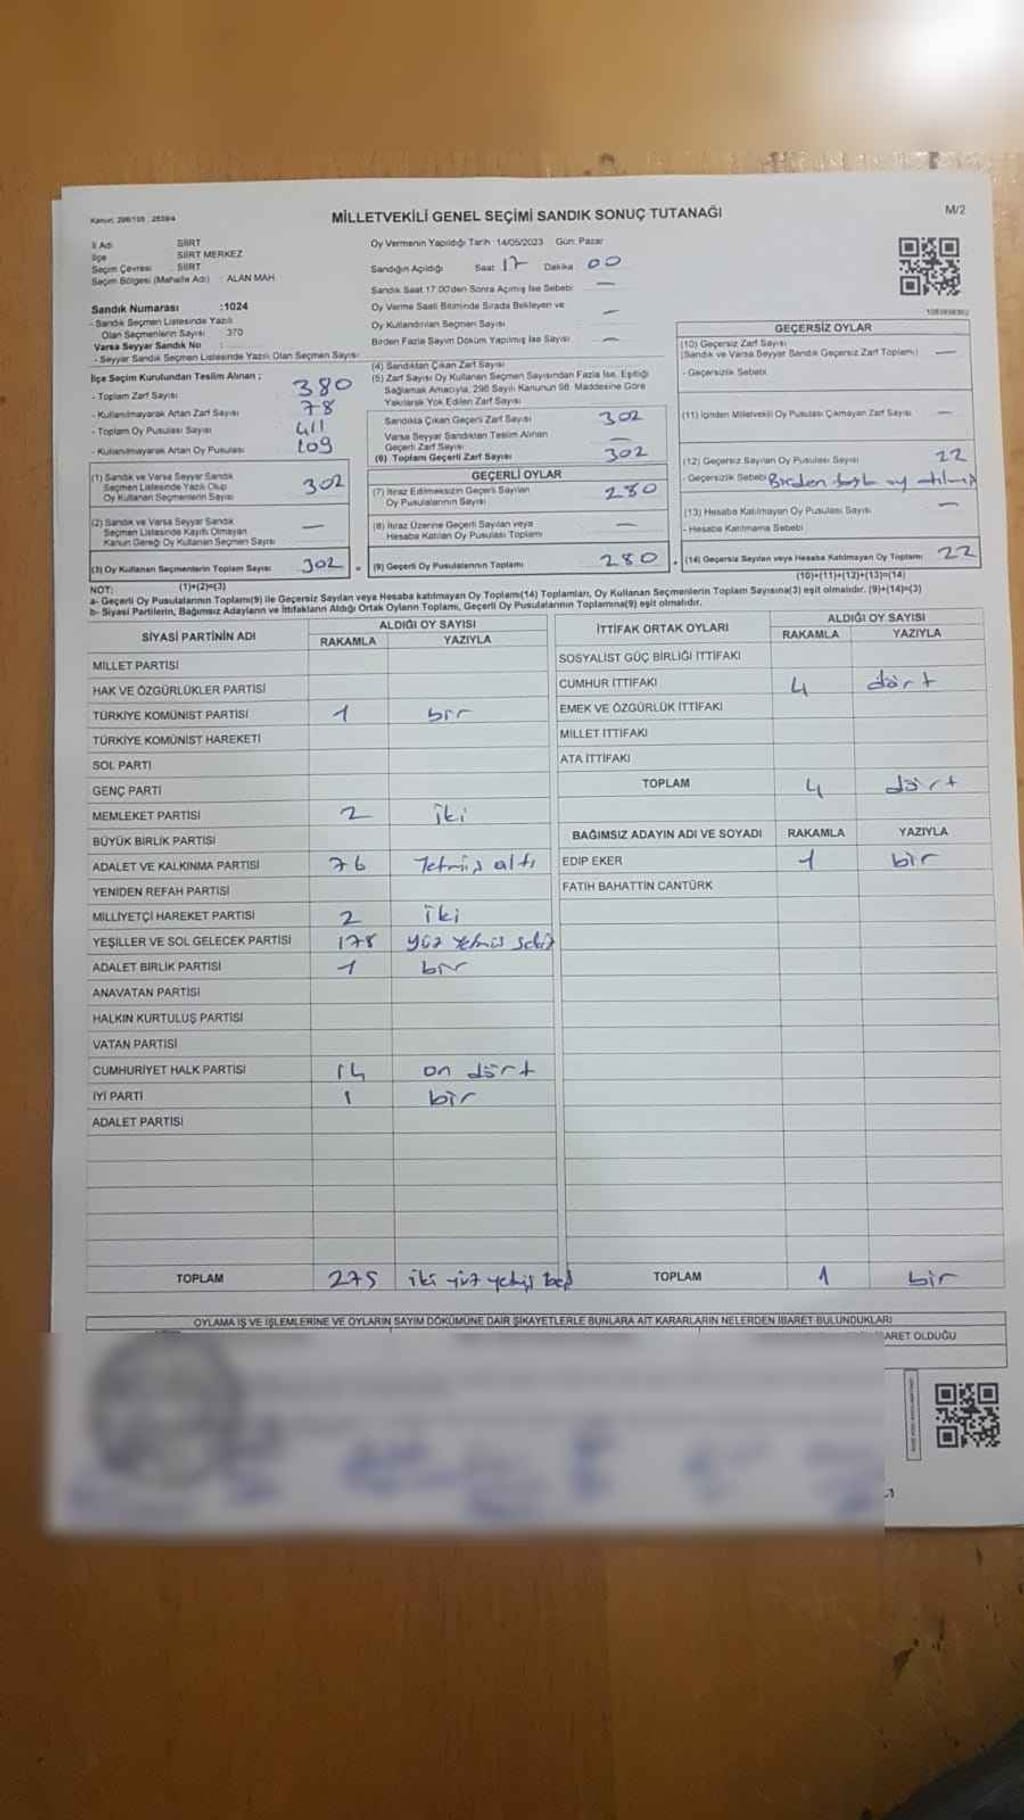 Kanun: 298/105 ; 2839/4
MİLLETVEKİLİ GENEL SEÇİMİ SANDIK SONUÇ TUTANAĞI
M/2
İl Adı SİİRT
İlçe SİİRT MERKEZ
Seçim Çevresi SİİRT
Seçim Bölgesi (Mahalle Adı) : ALAN MAH.
Sandık Numarası :1024
- Sandık Seçmen Listesinde Yazılı
Olan Seçmenlerin Sayısı 370
Varsa Seyyar Sandık No :
- Seyyar Sandık Seçmen Listesinde Yazılı Olan Seçmen Sayısı
Oy Vermenin Yapıldığı Tarih :14/05/2023 Gün: Pazar
Sandığın Açıldığı Saat 17 Dakika 00
Sandık Saat 17.00'den Sonra Açılmış İse Sebebi: —
Oy Verme Saati Bitiminde Sırada Bekleyen ve
Oy Kullandırılan Seçmen Sayısı —
Birden Fazla Sayım Döküm Yapılmış İse Sayısı —
İlçe Seçim Kurulundan Teslim Alınan ;
- Toplam Zarf Sayısı 380
- Kullanılmayarak Artan Zarf Sayısı 78
- Toplam Oy Pusulası Sayısı 411
- Kullanılmayarak Artan Oy Pusulası 109
(1) Sandık ve Varsa Seyyar Sandık
Seçmen Listesinde Yazılı Olup
Oy Kullanan Seçmenlerin Sayısı 302
(2) Sandık ve Varsa Seyyar Sandık
Seçmen Listesinde Kayıtlı Olmayan
Kanun Gereği Oy Kullanan Seçmen Sayısı —
(3) Oy Kullanan Seçmenlerin Toplam Sayısı 302
(1)+(2)=(3)
(4) Sandıktan Çıkan Zarf Sayısı
(5) Zarf Sayısı Oy Kullanan Seçmen Sayısından Fazla İse, Eşitliği
Sağlamak Amacıyla, 298 Sayılı Kanunun 98. Maddesine Göre
Yakılarak Yok Edilen Zarf Sayısı
Sandıkta Çıkan Geçerli Zarf Sayısı 302
Varsa Seyyar Sandıktan Teslim Alınan
Geçerli Zarf Sayısı —
(6) Toplam Geçerli Zarf Sayısı 302
GEÇERLİ OYLAR
(7) İtiraz Edilmeksizin Geçerli Sayılan
Oy Pusulalarının Sayısı 280
(8) İtiraz Üzerine Geçerli Sayılan veya
Hesaba Katılan Oy Pusulası Toplamı —
(9) Geçerli Oy Pusulalarının Toplamı 280
GEÇERSİZ OYLAR
(10) Geçersiz Zarf Sayısı
(Sandık ve Varsa Seyyar Sandık Geçersiz Zarf Toplamı) —
- Geçersizlik Sebebi
(11) İçinden Milletvekili Oy Pusulası Çıkmayan Zarf Sayısı —
(12) Geçersiz Sayılan Oy Pusulası Sayısı 22
- Geçersizlik Sebebi Birden fazla oy atılmış
(13) Hesaba Katılmayan Oy Pusulası Sayısı —
- Hesaba Katılmama Sebebi
(14) Geçersiz Sayılan veya Hesaba Katılmayan Oy Toplamı 22
(10)+(11)+(12)+(13)=(14)
NOT:
a- Geçerli Oy Pusulalarının Toplamı(9) ile Geçersiz Sayılan veya Hesaba katılmayan Oy Toplamı(14) Toplamları, Oy Kullanan Seçmenlerin Toplam Sayısına(3) eşit olmalıdır. (9)+(14)=(3)
b- Siyasi Partilerin, Bağımsız Adayların ve İttifakların Aldığı Ortak Oyların Toplamı, Geçerli Oy Pusulalarının Toplamına(9) eşit olmalıdır.
SİYASİ PARTİNİN ADI ALDIĞI OY SAYISI
RAKAMLA YAZIYLA
MİLLET PARTİSİ
HAK VE ÖZGÜRLÜKLER PARTİSİ
TÜRKİYE KOMÜNİST PARTİSİ 1 bir
TÜRKİYE KOMÜNİST HAREKETİ
SOL PARTİ
GENÇ PARTİ
MEMLEKET PARTİSİ 2 iki
BÜYÜK BİRLİK PARTİSİ
ADALET VE KALKINMA PARTİSİ 76 Yetmiş altı
YENİDEN REFAH PARTİSİ
MİLLİYETÇİ HAREKET PARTİSİ 2 iki
YEŞİLLER VE SOL GELECEK PARTİSİ 178 yüz yetmiş sekiz
ADALET BİRLİK PARTİSİ 1 bir
ANAVATAN PARTİSİ
HALKIN KURTULUŞ PARTİSİ
VATAN PARTİSİ
CUMHURİYET HALK PARTİSİ 14 on dört
İYİ PARTİ 1 bir
ADALET PARTİSİ
TOPLAM 275 iki yüz yetmiş beş
İTTİFAK ORTAK OYLARI ALDIĞI OY SAYISI
RAKAMLA YAZIYLA
SOSYALİST GÜÇ BİRLİĞİ İTTİFAKI
CUMHUR İTTİFAKI 4 dört
EMEK VE ÖZGÜRLÜK İTTİFAKI
MİLLET İTTİFAKI
ATA İTTİFAKI
TOPLAM 4 dört
BAĞIMSIZ ADAYIN ADI VE SOYADI RAKAMLA YAZIYLA
EDİP EKER 1 bir
FATİH BAHATTİN CANTÜRK
TOPLAM 1 bir
OYLAMA İŞ VE İŞLEMLERİNE VE OYLARIN SAYIM DÖKÜMÜNE DAİR ŞİKAYETLERLE BUNLARA AİT KARARLARIN NELERDEN İBARET BULUNDUKLARI
ARET OLDUĞU